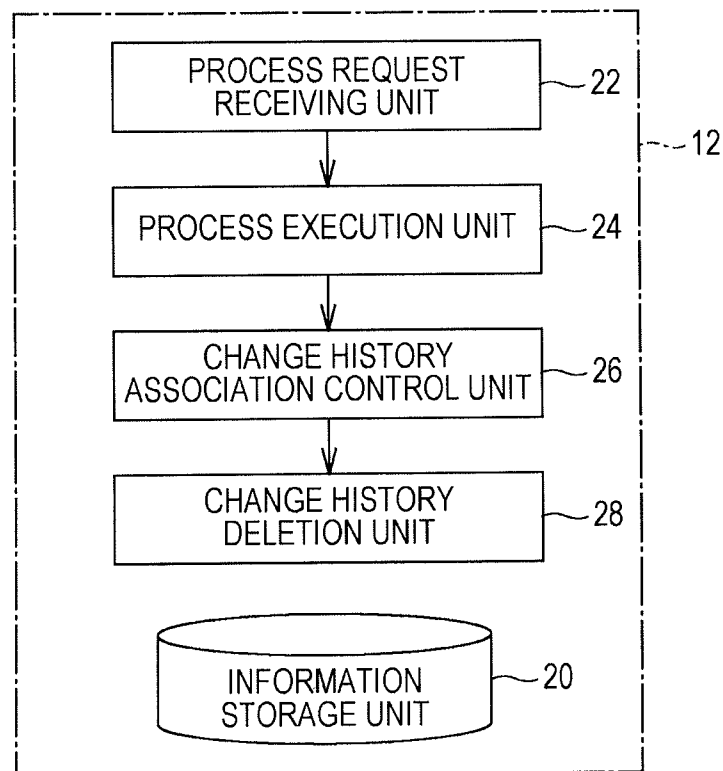 PROCESS REQUEST
RECEIVING UNIT
22
12
PROCESS EXECUTION UNIT
24
CHANGE HISTORY
ASSOCIATION CONTROL UNIT
26
CHANGE HISTORY
DELETION UNIT
28
INFORMATION
STORAGE UNIT
20